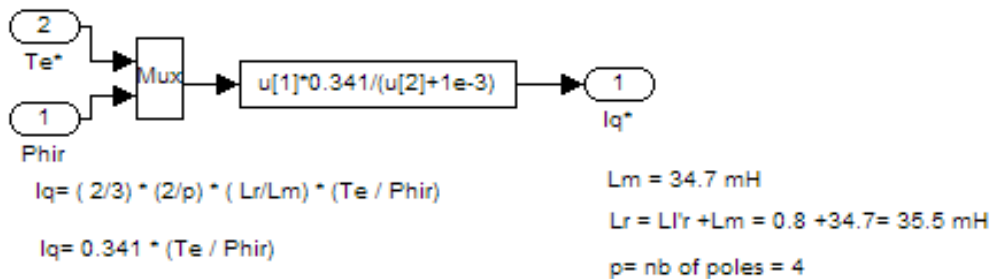 2
Te*
Mux
u[1]*0.341/(u[2]+1e-3)
1
Iq*
1
Phir
Iq= ( 2/3) * (2/p) * ( Lr/Lm) * (Te / Phir)
Iq= 0.341 * (Te / Phir)
Lm = 34.7 mH
Lr = Ll'r +Lm = 0.8 +34.7= 35.5 mH
p= nb of poles = 4